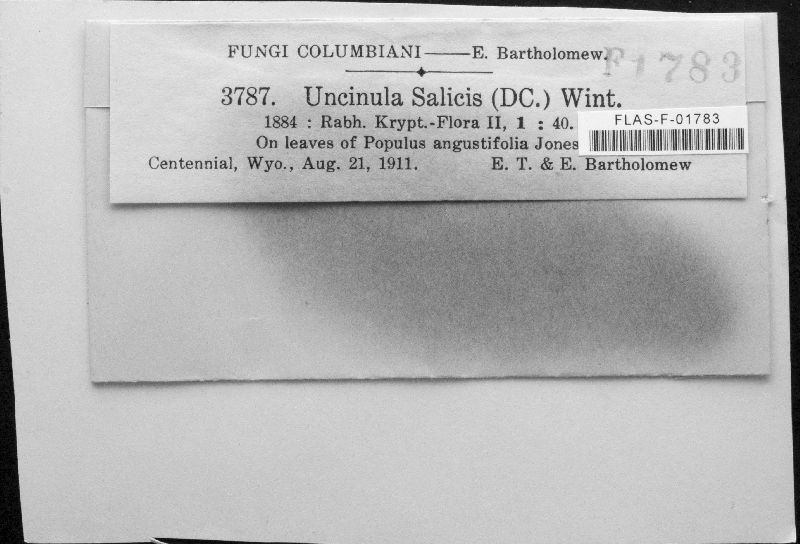 FUNGI COLUMBIANI——E. Bartholomew.
F1783
3787. Uncinula Salicis (DC.) Wint.
1884 : Rabh. Krypt.-Flora II, 1 : 40.
FLAS-F-01783
On leaves of Populus angustifolia Jones
Centennial, Wyo., Aug. 21, 1911. E. T. & E. Bartholomew